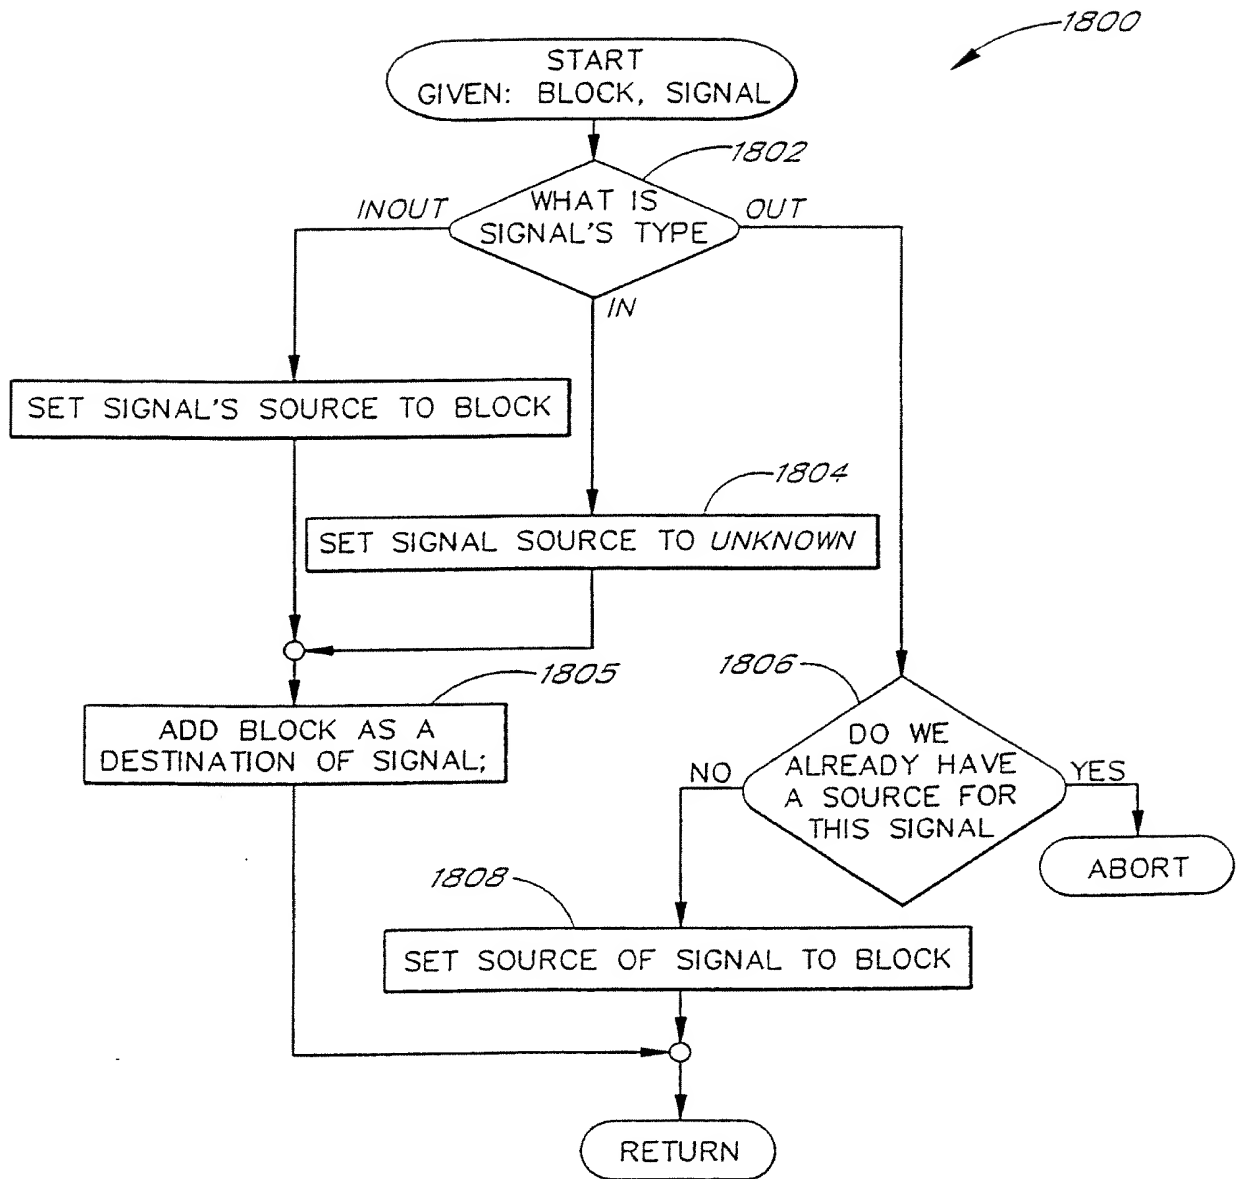 1800
START
GIVEN: BLOCK, SIGNAL
1802
INOUT
WHAT IS
SIGNAL'S TYPE
OUT
IN
SET SIGNAL'S SOURCE TO BLOCK
1804
SET SIGNAL SOURCE TO UNKNOWN
1805
ADD BLOCK AS A
DESTINATION OF SIGNAL;
1806
DO WE
ALREADY HAVE
A SOURCE FOR
THIS SIGNAL
NO
YES
ABORT
1808
SET SOURCE OF SIGNAL TO BLOCK
RETURN